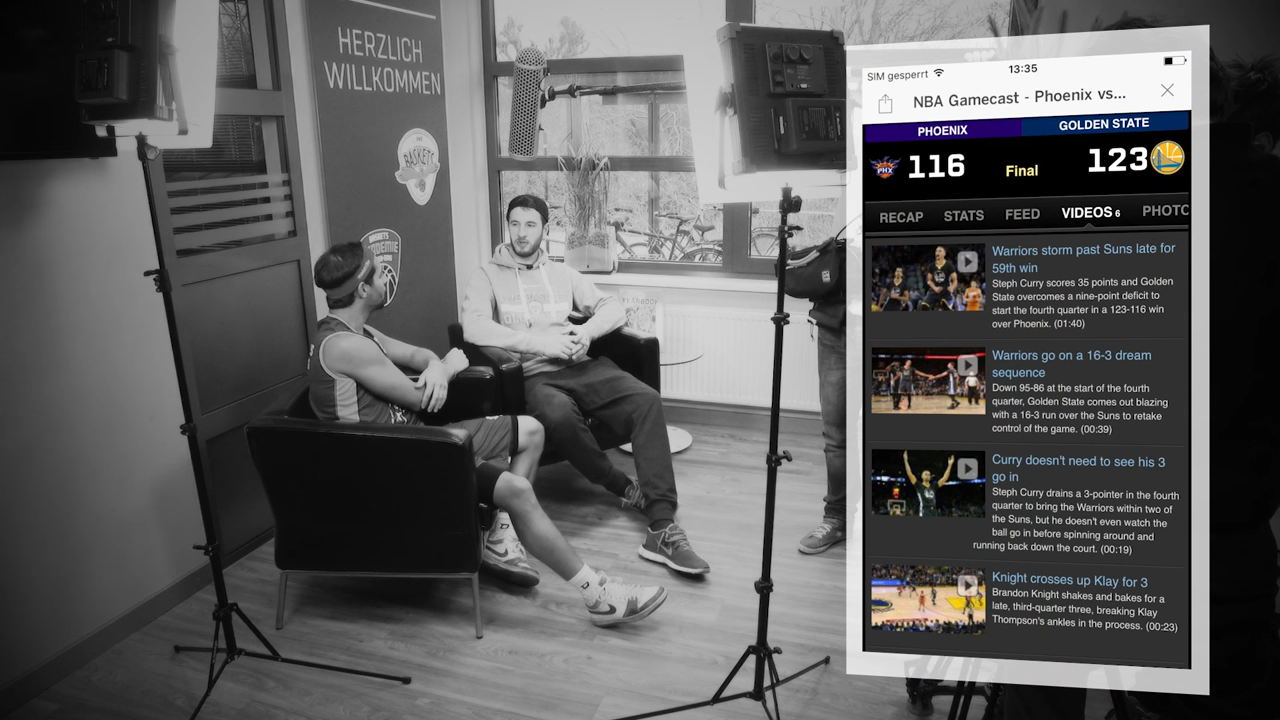 HERZLICH
WILLKOMMEN
BASKETS
BASKETS
SIM gesperrt
13:35
NBA Gamecast - Phoenix vs...
PHOENIX
GOLDEN STATE
PHX
116
Final
123
RECAP
STATS
FEED
VIDEOS 6
PHOTO
Warriors storm past Suns late for
59th win
Steph Curry scores 35 points and Golden
State overcomes a nine-point deficit to
start the fourth quarter in a 123-116 win
over Phoenix. (01:40)
Warriors go on a 16-3 dream
sequence
Down 95-86 at the start of the fourth
quarter, Golden State comes out blazing
with a 16-3 run over the Suns to retake
control of the game. (00:39)
Curry doesn't need to see his 3
go in
Steph Curry drains a 3-pointer in the fourth
quarter to bring the Warriors within two of
the Suns, but he doesn't even watch the
ball go in before spinning around and
running back down the court. (00:19)
Knight crosses up Klay for 3
Brandon Knight shakes and bakes for a
late, third-quarter three, breaking Klay
Thompson's ankles in the process. (00:23)